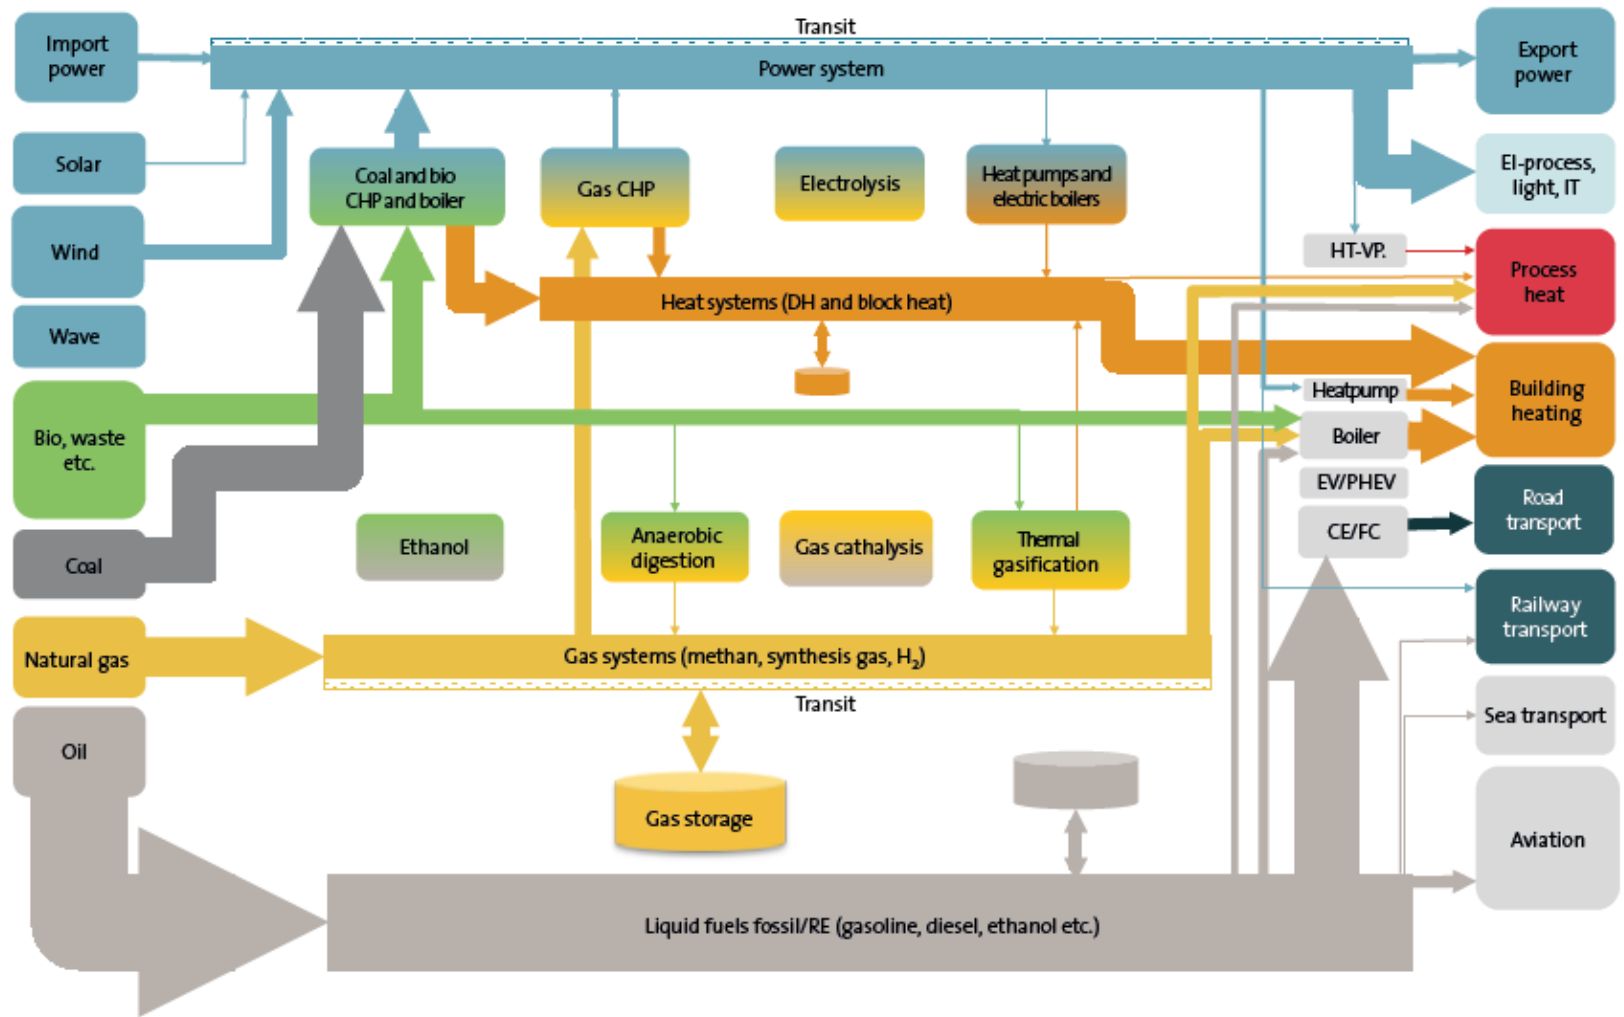 Transit
Import
power
Power system
Export
power
Solar
Coal and bio
CHP and boiler
Gas CHP
Electrolysis
Heat pumps and
electric boilers
El-process,
light, IT
Wind
HT-VP.
Process
heat
Heat systems (DH and block heat)
Wave
Heatpump
Building
heating
Bio, waste
etc.
Boiler
EV/PHEV
Road
transport
CE/FC
Coal
Ethanol
Anaerobic
digestion
Gas cathalysis
Thermal
gasification
Railway
transport
Natural gas
Gas systems (methan, synthesis gas, H₂)
Transit
Sea transport
Oil
Gas storage
Aviation
Liquid fuels fossil/RE (gasoline, diesel, ethanol etc.)